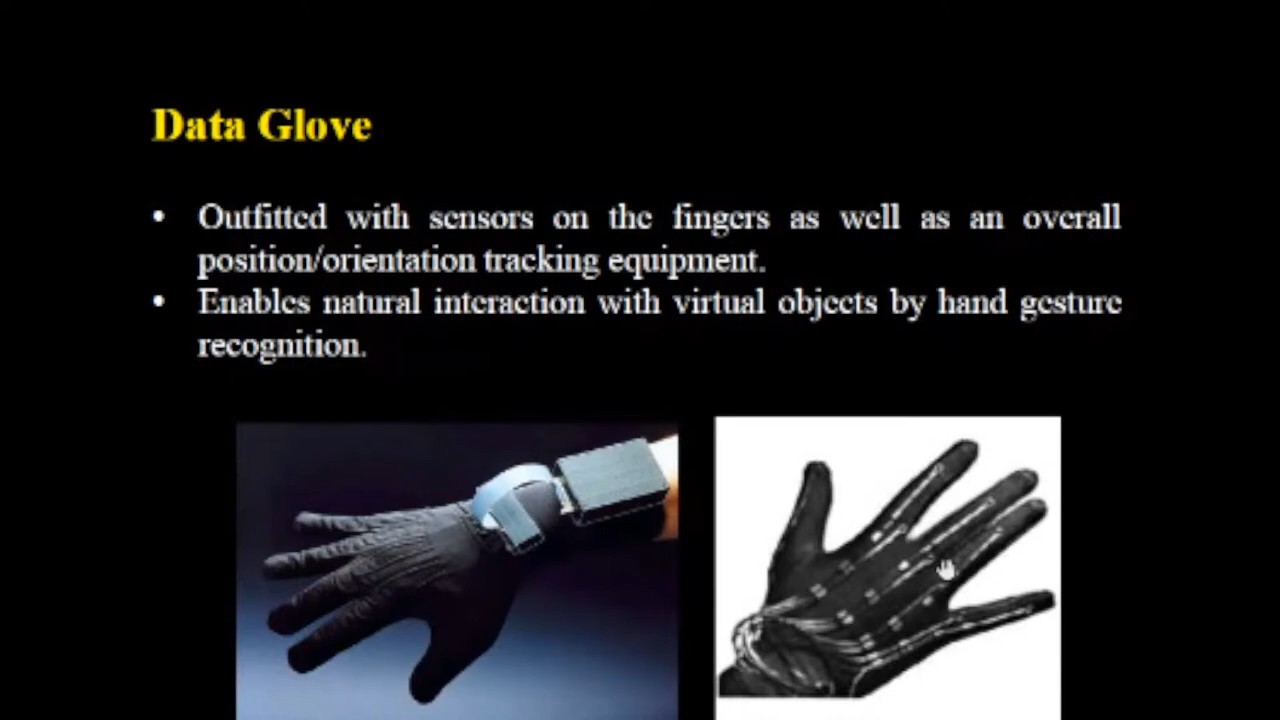 Data Glove
• Outfitted with sensors on the fingers as well as an overall
position/orientation tracking equipment.
• Enables natural interaction with virtual objects by hand gesture
recognition.